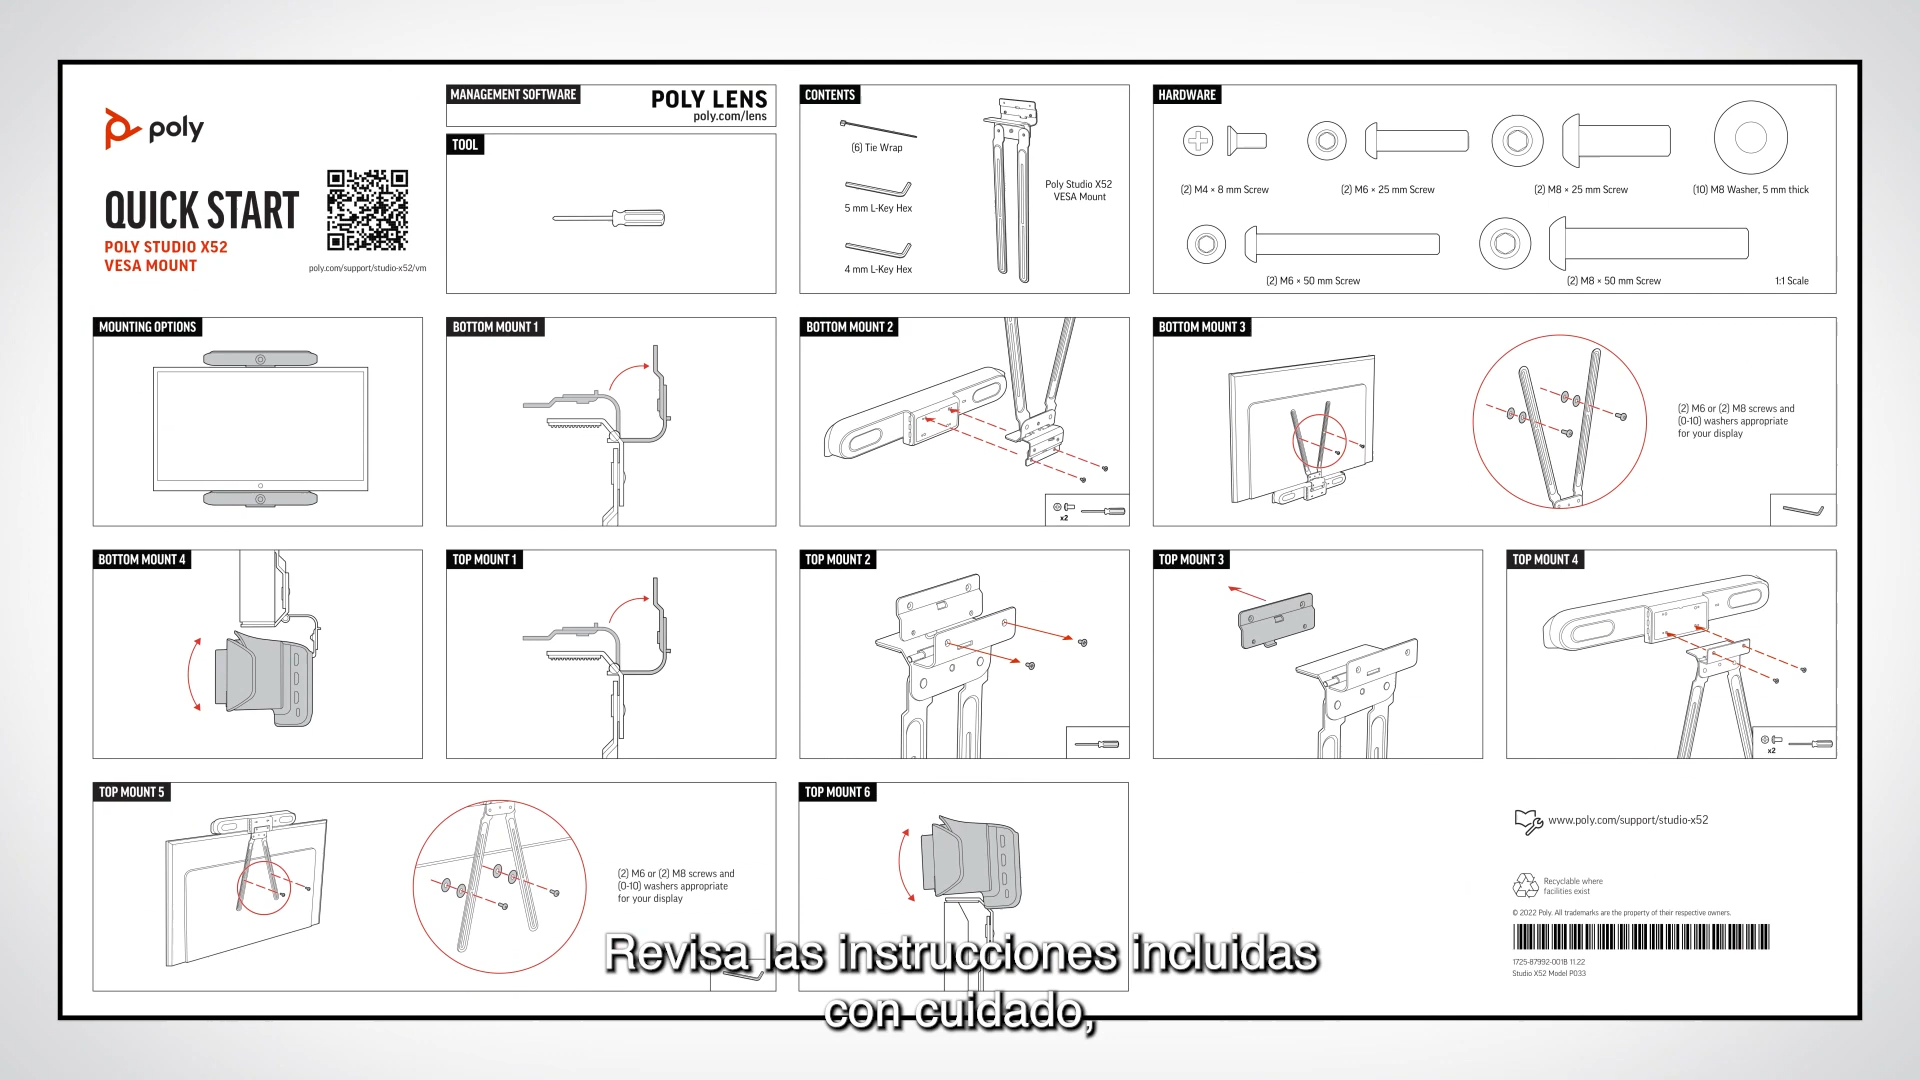 poly
QUICK START
POLY STUDIO X52
VESA MOUNT
poly.com/support/studio-x52/vm
MANAGEMENT SOFTWARE
POLY LENS
poly.com/lens
TOOL
CONTENTS
(6) Tie Wrap
5 mm L-Key Hex
4 mm L-Key Hex
Poly Studio X52
VESA Mount
HARDWARE
(2) M4 × 8 mm Screw
(2) M6 × 25 mm Screw
(2) M8 × 25 mm Screw
(10) M8 Washer, 5 mm thick
(2) M6 × 50 mm Screw
(2) M8 × 50 mm Screw
1:1 Scale
MOUNTING OPTIONS
BOTTOM MOUNT 1
BOTTOM MOUNT 2
x2
BOTTOM MOUNT 3
(2) M6 or (2) M8 screws and
(0-10) washers appropriate
for your display
BOTTOM MOUNT 4
TOP MOUNT 1
TOP MOUNT 2
TOP MOUNT 3
TOP MOUNT 4
x2
TOP MOUNT 5
(2) M6 or (2) M8 screws and
(0-10) washers appropriate
for your display
TOP MOUNT 6
www.poly.com/support/studio-x52
Recyclable where
facilities exist
© 2022 Poly. All trademarks are the property of their respective owners.
1725-87992-001B 11.22
Studio X52 Model P033
Revisa las instrucciones incluidas
con cuidado,